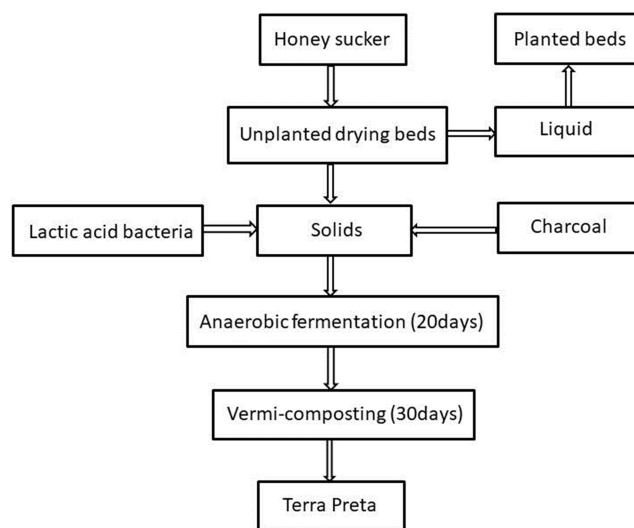 Honey sucker
Planted beds
Unplanted drying beds
Liquid
Lactic acid bacteria
Solids
Charcoal
Anaerobic fermentation (20days)
Vermi-composting (30days)
Terra Preta